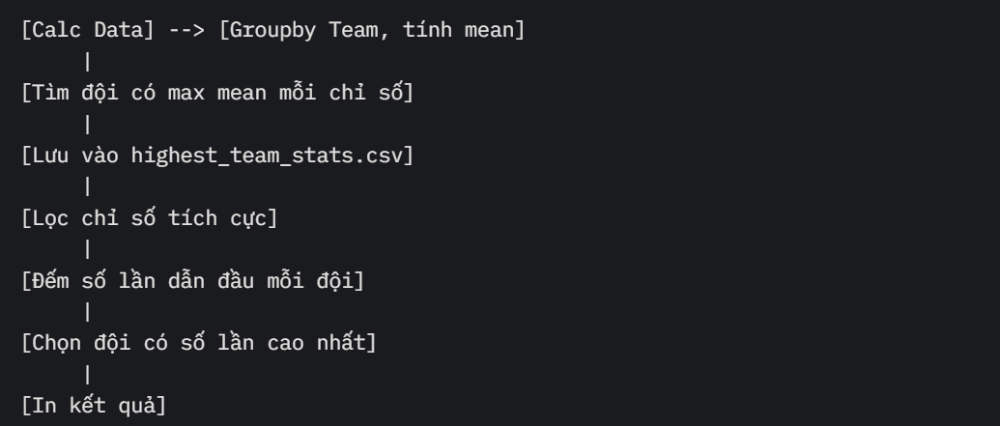 [Calc Data] --> [Groupby Team, tính mean]
|
[Tìm đội có max mean mỗi chỉ số]
|
[Lưu vào highest_team_stats.csv]
|
[Lọc chỉ số tích cực]
|
[Đếm số lần dẫn đầu mỗi đội]
|
[Chọn đội có số lần cao nhất]
|
[In kết quả]